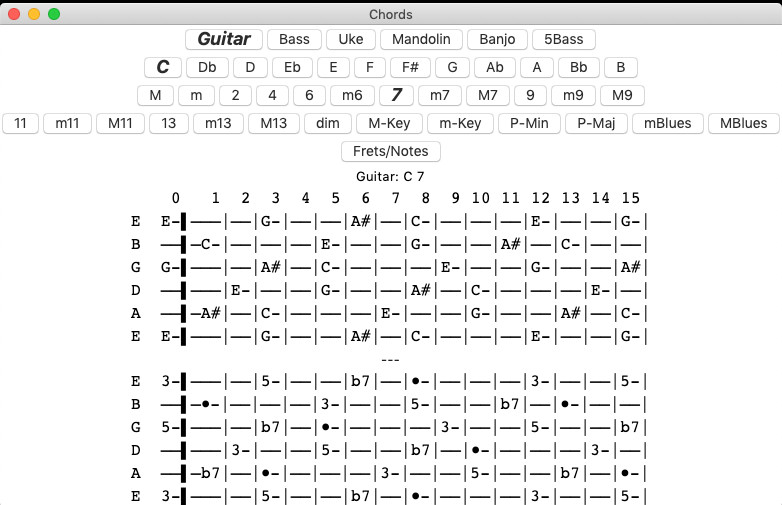 Chords
Guitar Bass Uke Mandolin Banjo 5Bass
C Db D Eb E F F# G Ab A Bb B
M m 2 4 6 m6 7 m7 M7 9 m9 M9
11 m11 M11 13 m13 M13 dim M-Key m-Key P-Min P-Maj mBlues MBlues
Frets/Notes
Guitar: C 7
0 1 2 3 4 5 6 7 8 9 10 11 12 13 14 15
E E-▌———|——|G-|——|——|A#|——|C-|——|——|——|E-|——|——|G-|
B ——▌—C-|——|——|——|E-|——|——|G-|——|——|A#|——|C-|——|——|
G G-▌———|——|A#|——|C-|——|——|——|E-|——|——|G-|——|——|A#|
D ——▌———|E-|——|——|G-|——|——|A#|——|C-|——|——|——|E-|——|
A ——▌—A#|——|C-|——|——|——|E-|——|——|G-|——|——|A#|——|C-|
E E-▌———|——|G-|——|——|A#|——|C-|——|——|——|E-|——|——|G-|
---
E 3-▌———|——|5-|——|——|b7|——|●-|——|——|——|3-|——|——|5-|
B ——▌—●-|——|——|——|3-|——|——|5-|——|——|b7|——|●-|——|——|
G 5-▌———|——|b7|——|●-|——|——|——|3-|——|——|5-|——|——|b7|
D ——▌———|3-|——|——|5-|——|——|b7|——|●-|——|——|——|3-|——|
A ——▌—b7|——|●-|——|——|——|3-|——|——|5-|——|——|b7|——|●-|
E 3-▌———|——|5-|——|——|b7|——|●-|——|——|——|3-|——|——|5-|